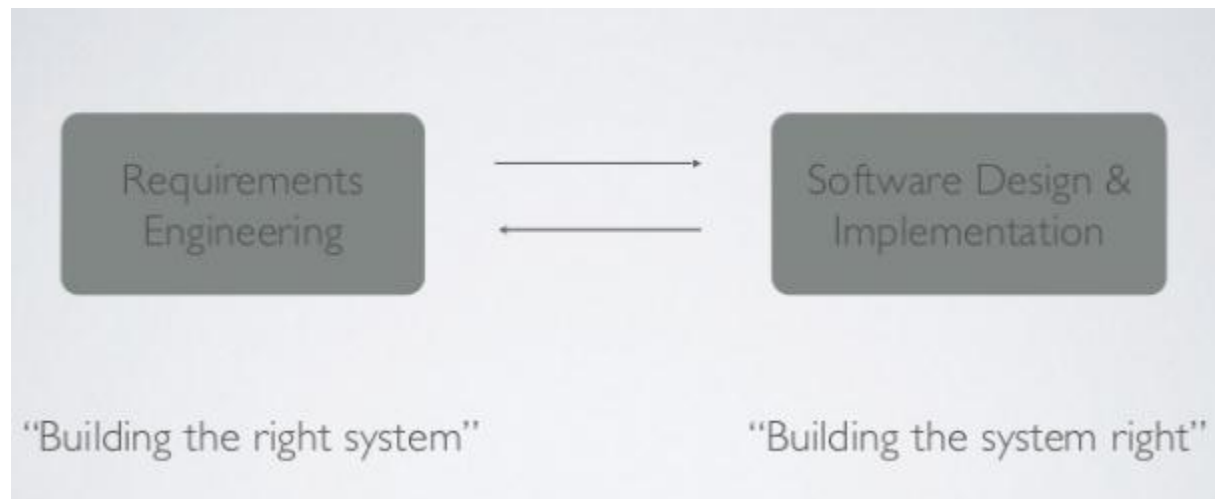 Requirements
Engineering
Software Design &
Implementation
“Building the right system”
“Building the system right”